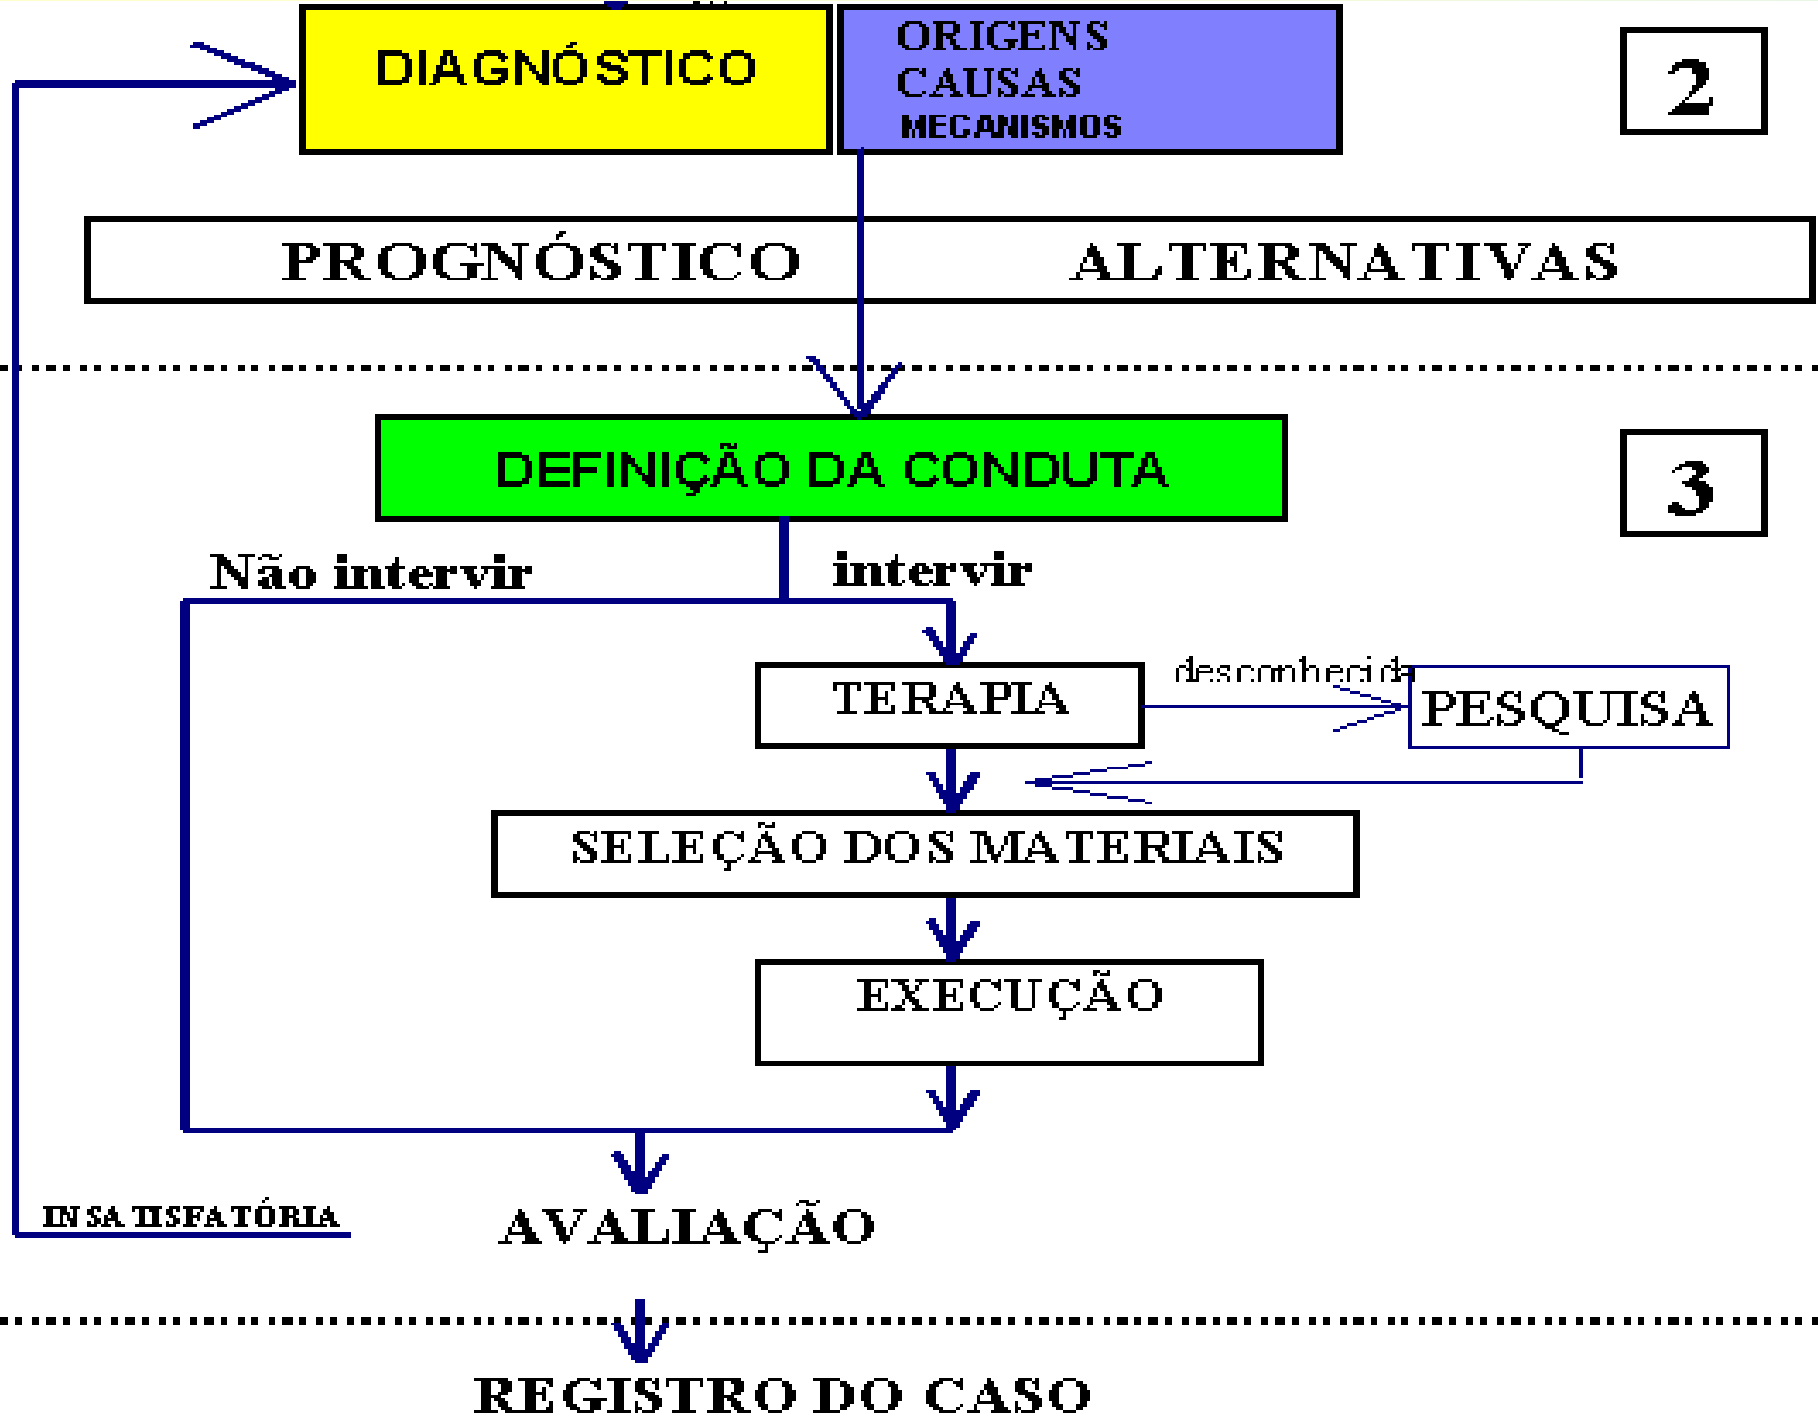 DIAGNÓSTICO
ORIGENS
CAUSAS
MECANISMOS
2
PROGNÓSTICO ALTERNATIVAS
DEFINIÇÃO DA CONDUTA
3
Não intervir
intervir
TERAPIA
desconhecida
PESQUISA
SELEÇÃO DOS MATERIAIS
EXECUÇÃO
INSATISFATÓRIA
AVALIAÇÃO
REGISTRO DO CASO